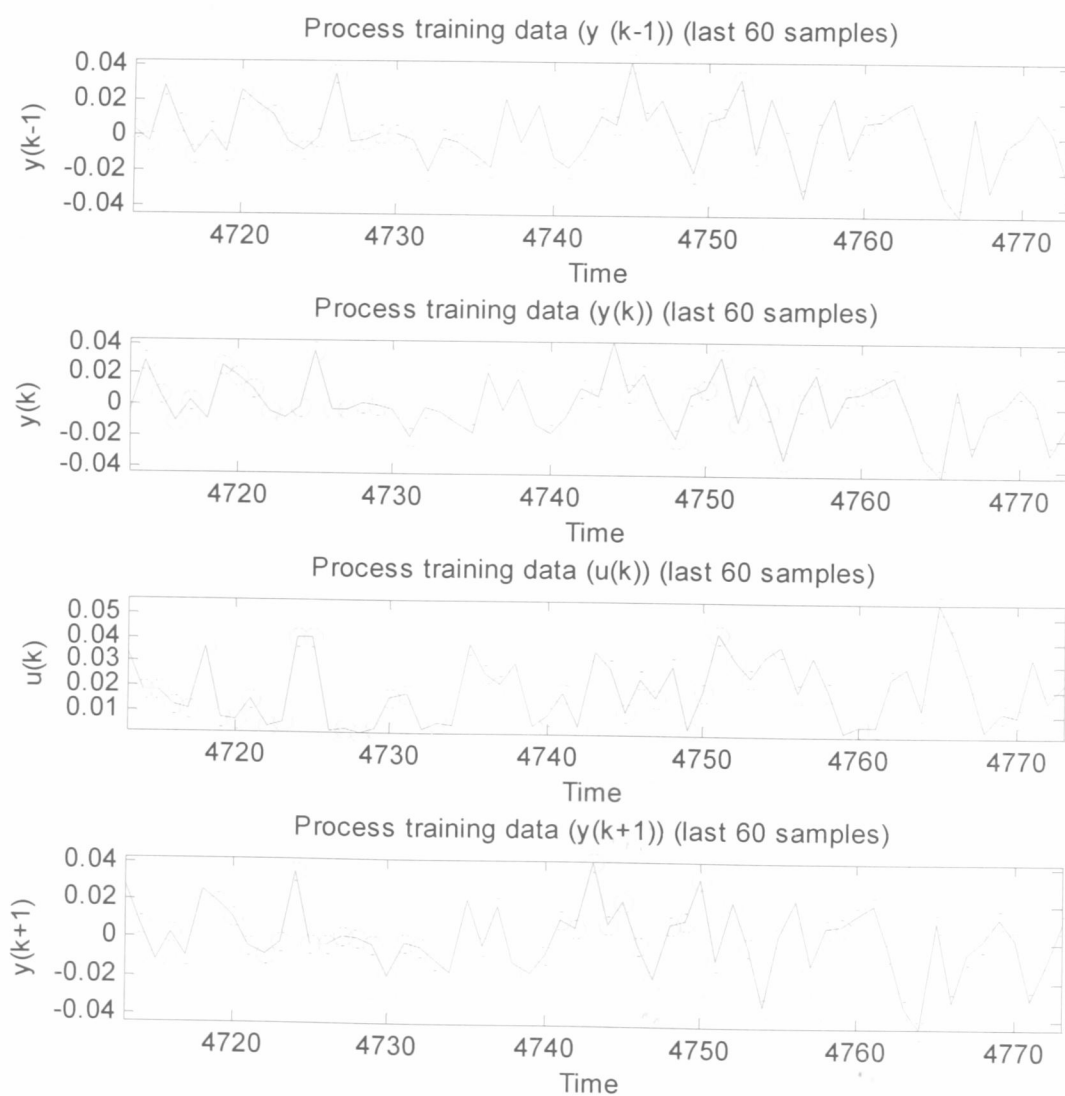 Process training data (y (k-1)) (last 60 samples)
0.04
0.02
0
-0.02
-0.04
y(k-1)
4720 4730 4740 4750 4760 4770
Time
Process training data (y(k)) (last 60 samples)
0.04
0.02
0
-0.02
-0.04
y(k)
4720 4730 4740 4750 4760 4770
Time
Process training data (u(k)) (last 60 samples)
0.05
0.04
0.03
0.02
0.01
u(k)
4720 4730 4740 4750 4760 4770
Time
Process training data (y(k+1)) (last 60 samples)
0.04
0.02
0
-0.02
-0.04
y(k+1)
4720 4730 4740 4750 4760 4770
Time